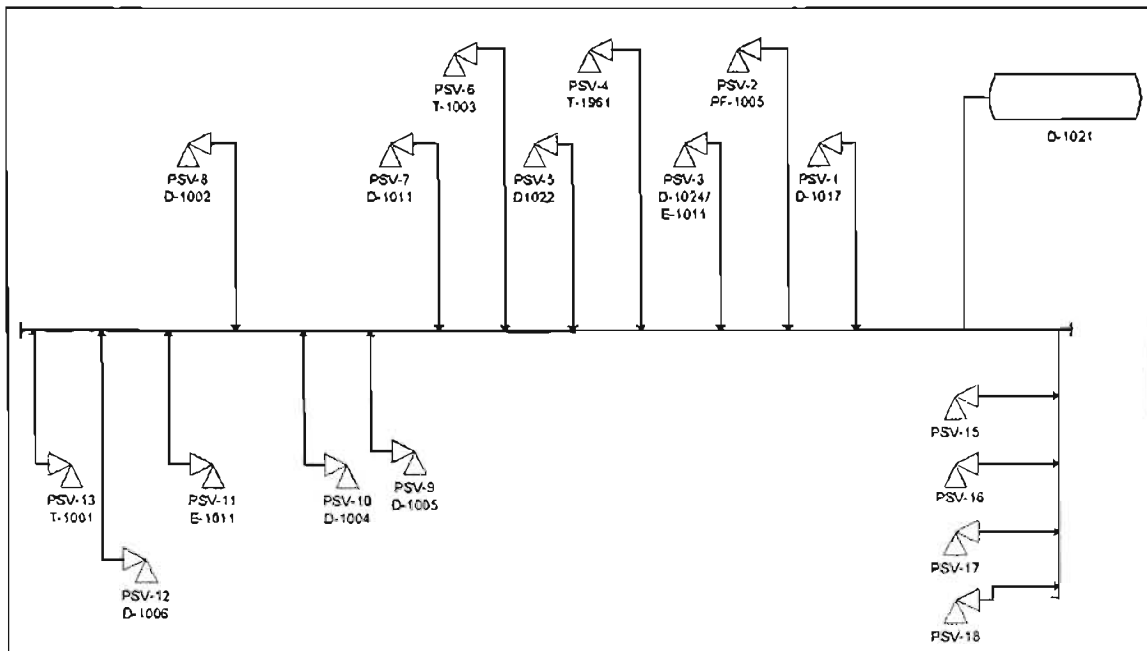 PSV-6
T-1003
PSV-4
T-1961
PSV-2
PF-1005
D-1021
PSV-8
D-1002
PSV-7
D-1011
PSV-5
D1022
PSV-3
D-1024/
E-1011
PSV-1
D-1017
PSV-15
PSV-13
T-1001
PSV-11
E-1011
PSV-10
D-1004
PSV-9
D-1005
PSV-16
PSV-17
PSV-12
D-1006
PSV-18